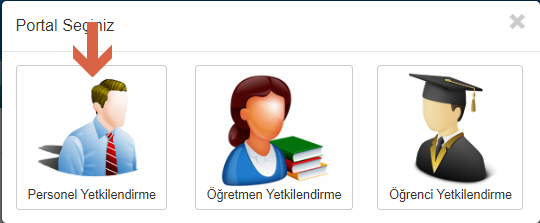 Portal Seçiniz
Personel Yetkilendirme
Öğretmen Yetkilendirme
Öğrenci Yetkilendirme